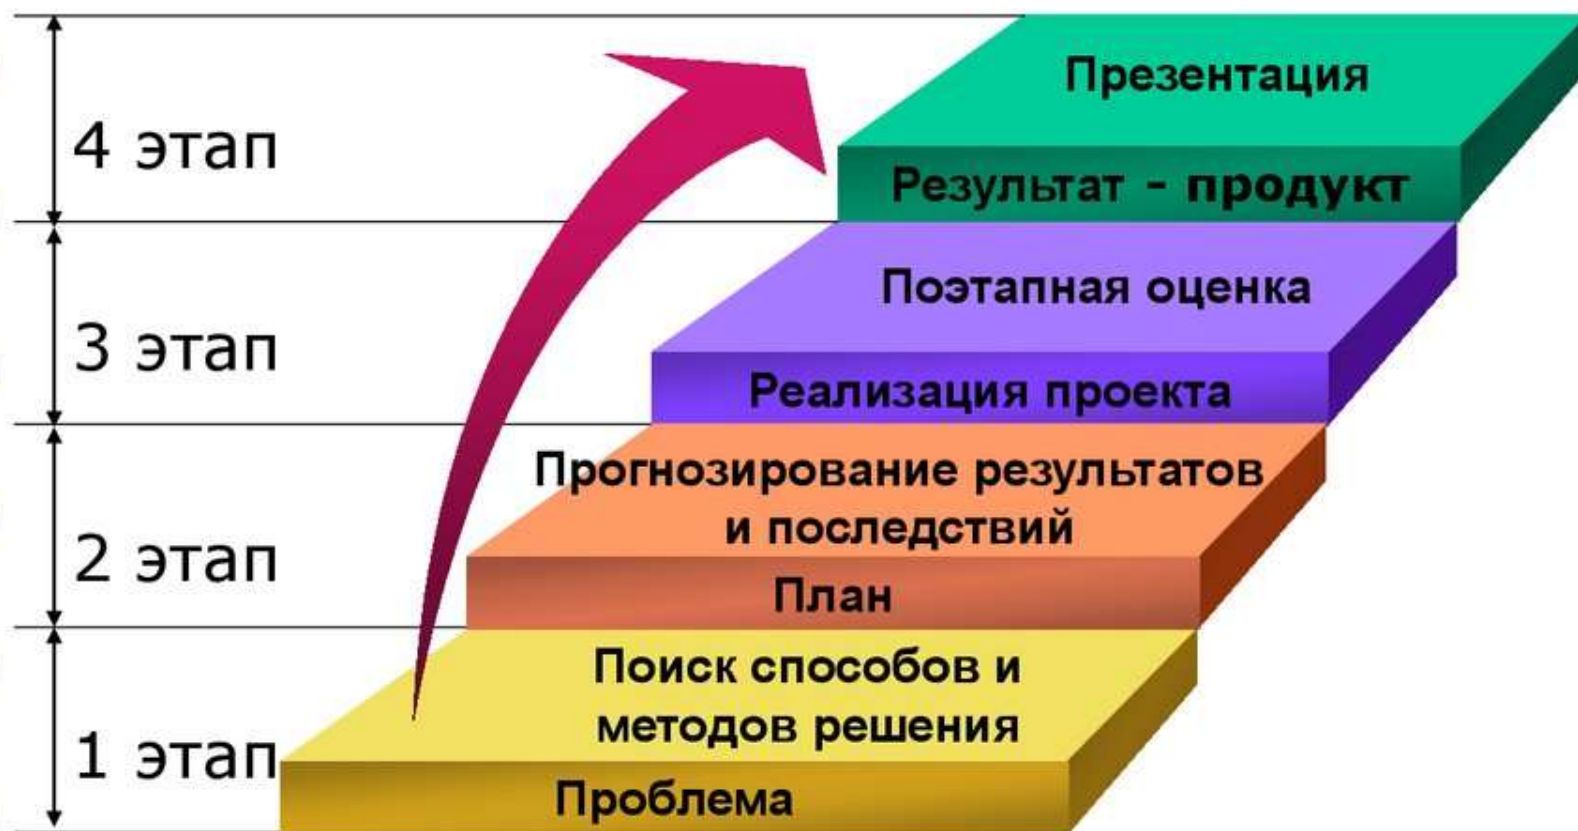 4 этап
Презентация
Результат - продукт
3 этап
Поэтапная оценка
Реализация проекта
2 этап
Прогнозирование результатов
и последствий
План
1 этап
Поиск способов и
методов решения
Проблема